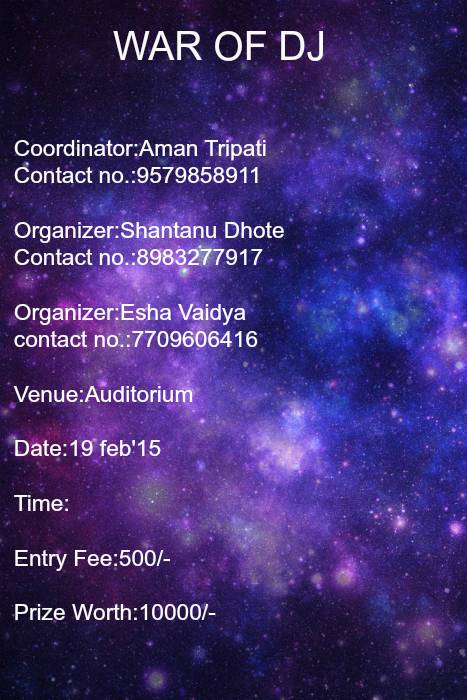 WAR OF DJ
Coordinator:Aman Tripati
Contact no.:9579858911
Organizer:Shantanu Dhote
Contact no.:8983277917
Organizer:Esha Vaidya
contact no.:7709606416
Venue:Auditorium
Date:19 feb'15
Time:
Entry Fee:500/-
Prize Worth:10000/-